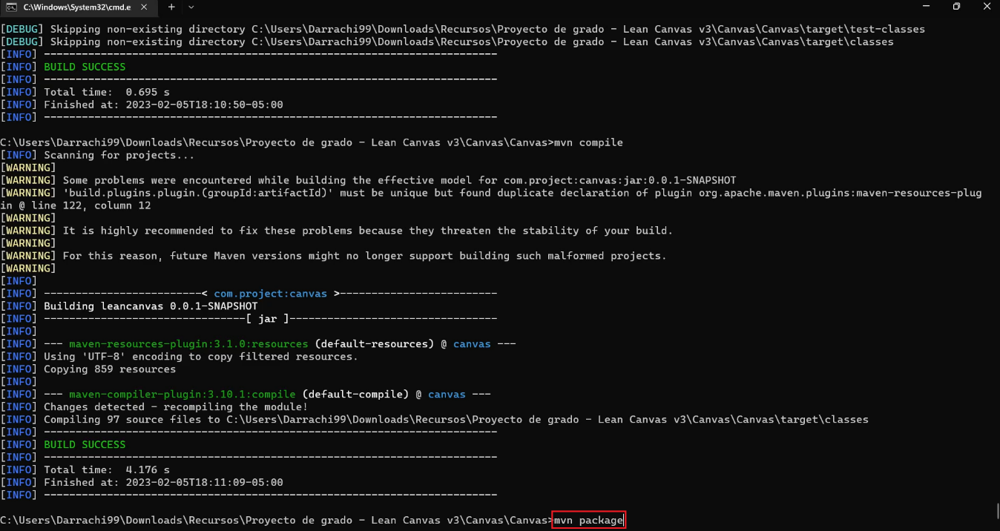 C:\Windows\System32\cmd.e
[DEBUG] Skipping non-existing directory C:\Users\Darrachi99\Downloads\Recursos\Proyecto de grado - Lean Canvas v3\Canvas\Canvas\target\test-classes
[DEBUG] Skipping non-existing directory C:\Users\Darrachi99\Downloads\Recursos\Proyecto de grado - Lean Canvas v3\Canvas\Canvas\target\classes
[INFO] ------------------------------------------------------------------------
[INFO] BUILD SUCCESS
[INFO] ------------------------------------------------------------------------
[INFO] Total time:  0.695 s
[INFO] Finished at: 2023-02-05T18:10:50-05:00
[INFO] ------------------------------------------------------------------------
C:\Users\Darrachi99\Downloads\Recursos\Proyecto de grado - Lean Canvas v3\Canvas\Canvas>mvn compile
[INFO] Scanning for projects...
[WARNING]
[WARNING] Some problems were encountered while building the effective model for com.project:canvas:jar:0.0.1-SNAPSHOT
[WARNING] 'build.plugins.plugin.(groupId:artifactId)' must be unique but found duplicate declaration of plugin org.apache.maven.plugins:maven-resources-plug
in @ line 122, column 12
[WARNING]
[WARNING] It is highly recommended to fix these problems because they threaten the stability of your build.
[WARNING]
[WARNING] For this reason, future Maven versions might no longer support building such malformed projects.
[WARNING]
[INFO]
[INFO] -------------------------< com.project:canvas >-------------------------
[INFO] Building leancanvas 0.0.1-SNAPSHOT
[INFO] --------------------------------[ jar ]---------------------------------
[INFO]
[INFO] --- maven-resources-plugin:3.1.0:resources (default-resources) @ canvas ---
[INFO] Using 'UTF-8' encoding to copy filtered resources.
[INFO] Copying 859 resources
[INFO]
[INFO] --- maven-compiler-plugin:3.10.1:compile (default-compile) @ canvas ---
[INFO] Changes detected - recompiling the module!
[INFO] Compiling 97 source files to C:\Users\Darrachi99\Downloads\Recursos\Proyecto de grado - Lean Canvas v3\Canvas\Canvas\target\classes
[INFO] ------------------------------------------------------------------------
[INFO] BUILD SUCCESS
[INFO] ------------------------------------------------------------------------
[INFO] Total time:  4.176 s
[INFO] Finished at: 2023-02-05T18:11:09-05:00
[INFO] ------------------------------------------------------------------------
C:\Users\Darrachi99\Downloads\Recursos\Proyecto de grado - Lean Canvas v3\Canvas\Canvas>mvn package